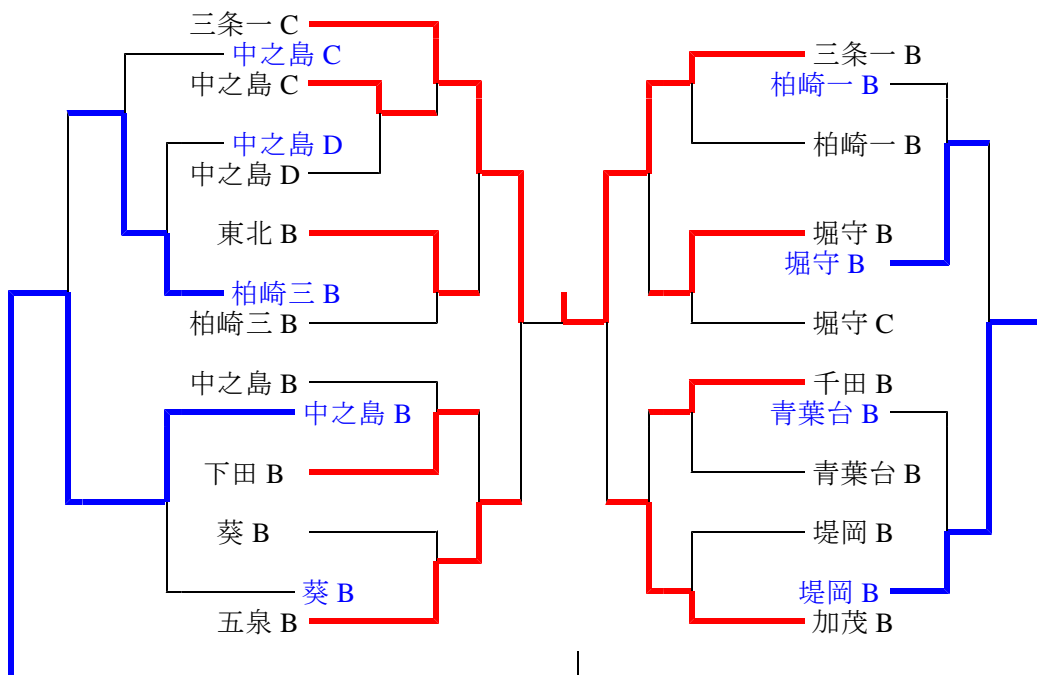 三条一 C
中之島 C
中之島 C
中之島 D
中之島 D
東北 B
柏崎三 B
柏崎三 B
中之島 B
中之島 B
下田 B
葵 B
葵 B
五泉 B
三条一 B
柏崎一 B
柏崎一 B
堀守 B
堀守 B
堀守 C
千田 B
青葉台 B
青葉台 B
堤岡 B
堤岡 B
加茂 B